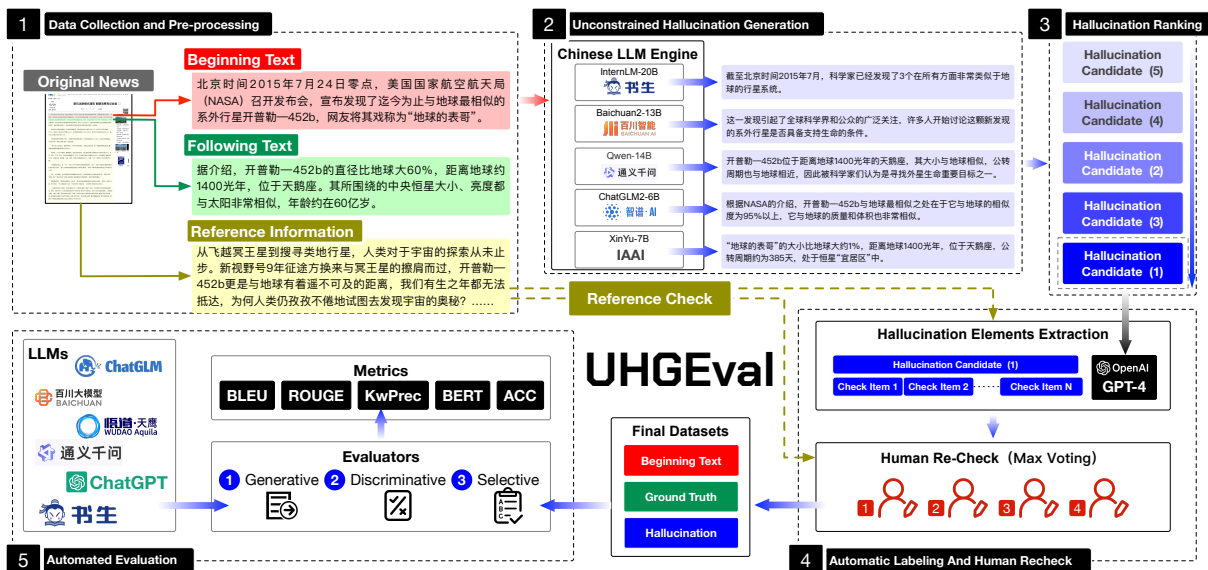 1 Data Collection and Pre-processing
Original News
Beginning Text
北京时间2015年7月24日零点，美国国家航空航天局
（NASA）召开发布会，宣布发现了迄今为止与地球最相似的
系外行星开普勒—452b，网友将其戏称为“地球的表哥”。
Following Text
据介绍，开普勒—452b的直径比地球大60%，距离地球约
1400光年，位于天鹅座。其所围绕的中央恒星大小、亮度都
与太阳非常相似，年龄约在60亿岁。
Reference Information
从飞越冥王星到搜寻类地行星，人类对于宇宙的探索从未止
步。新视野号9年征途方换来与冥王星的擦肩而过，开普勒—
452b更是与地球有着遥不可及的距离，我们有生之年都无法
抵达，为何人类仍孜孜不倦地试图去发现宇宙的奥秘？……
2 Unconstrained Hallucination Generation
Chinese LLM Engine
InternLM-20B
书生
截至北京时间2015年7月，科学家已经发现了3个在所有方面非常类似于地
球的行星系统。
Baichuan2-13B
百川智能
BAICHUAN AI
这一发现引起了全球科学界和公众的广泛关注，许多人开始讨论这颗新发现
的系外行星是否具备支持生命的条件。
Qwen-14B
通义千问
开普勒—452b位于距离地球1400光年的天鹅座，其大小与地球相似，公转
周期也与地球相近，因此被科学家们认为是寻找外星生命重要目标之一。
ChatGLM2-6B
智谱·AI
根据NASA的介绍，开普勒—452b与地球最相似之处在于它与地球的相似
度为95%以上，它与地球的质量和体积也非常相似。
XinYu-7B
IAAI
“地球的表哥”的大小比地球大约1%，距离地球1400光年，位于天鹅座，公
转周期约为385天，处于恒星“宜居区”中。
3 Hallucination Ranking
Hallucination
Candidate (5)
Hallucination
Candidate (4)
Hallucination
Candidate (2)
Hallucination
Candidate (3)
Hallucination
Candidate (1)
Reference Check
UHGEval
Hallucination Elements Extraction
Hallucination Candidate (1)
Check Item 1 Check Item 2 ······ Check Item N
OpenAI
GPT-4
Human Re-Check（Max Voting）
1 2 3 4
4 Automatic Labeling And Human Recheck
Final Datasets
Beginning Text
Ground Truth
Hallucination
LLMs
ChatGLM
百川大模型
BAICHUAN
悟道·天鹰
WUDAO Aquila
通义千问
ChatGPT
书生
Metrics
BLEU ROUGE KwPrec BERT ACC
Evaluators
1 Generative 2 Discriminative 3 Selective
A
B
C
5 Automated Evaluation